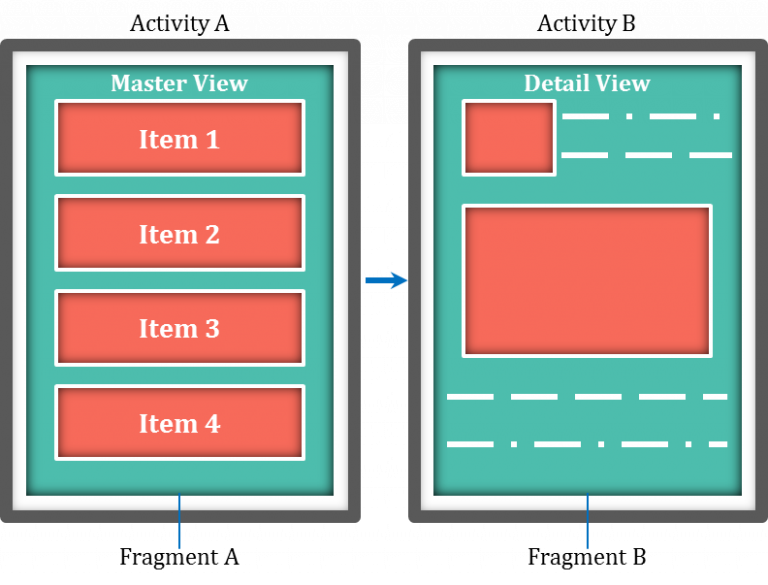 Activity A
Master View
Item 1
Item 2
Item 3
Item 4
Fragment A
Activity B
Detail View
Fragment B